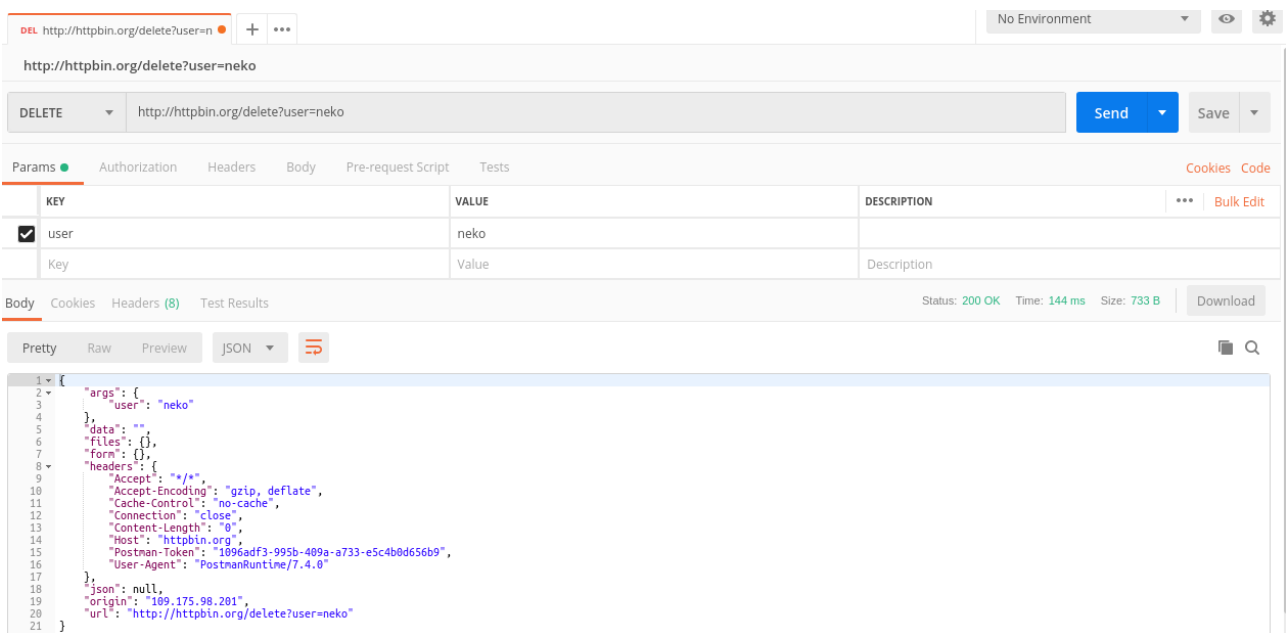 DEL http://httpbin.org/delete?user=n
No Environment
http://httpbin.org/delete?user=neko
DELETE http://httpbin.org/delete?user=neko Send Save
Params Authorization Headers Body Pre-request Script Tests Cookies Code
KEY VALUE DESCRIPTION Bulk Edit
user neko
Key Value Description
Body Cookies Headers (8) Test Results Status: 200 OK Time: 144 ms Size: 733 B Download
Pretty Raw Preview JSON
1 {
2 "args": {
3 "user": "neko"
4 },
5 "data": "",
6 "files": {},
7 "form": {},
8 "headers": {
9 "Accept": "*/*",
10 "Accept-Encoding": "gzip, deflate",
11 "Cache-Control": "no-cache",
12 "Connection": "close",
13 "Content-Length": "0",
14 "Host": "httpbin.org",
15 "Postman-Token": "1096adf3-995b-409a-a733-e5c4b0d656b9",
16 "User-Agent": "PostmanRuntime/7.4.0"
17 },
18 "json": null,
19 "origin": "109.175.98.201",
20 "url": "http://httpbin.org/delete?user=neko"
21 }